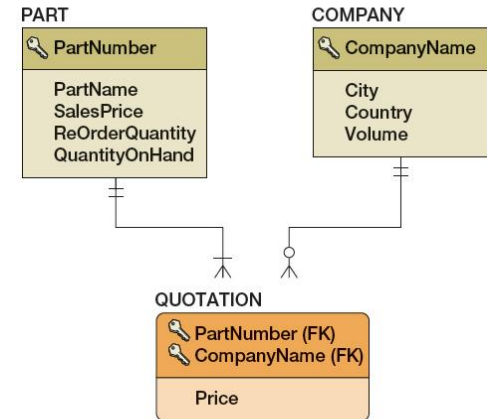 PART
PartNumber
PartName
SalesPrice
ReOrderQuantity
QuantityOnHand
COMPANY
CompanyName
City
Country
Volume
QUOTATION
PartNumber (FK)
CompanyName (FK)
Price